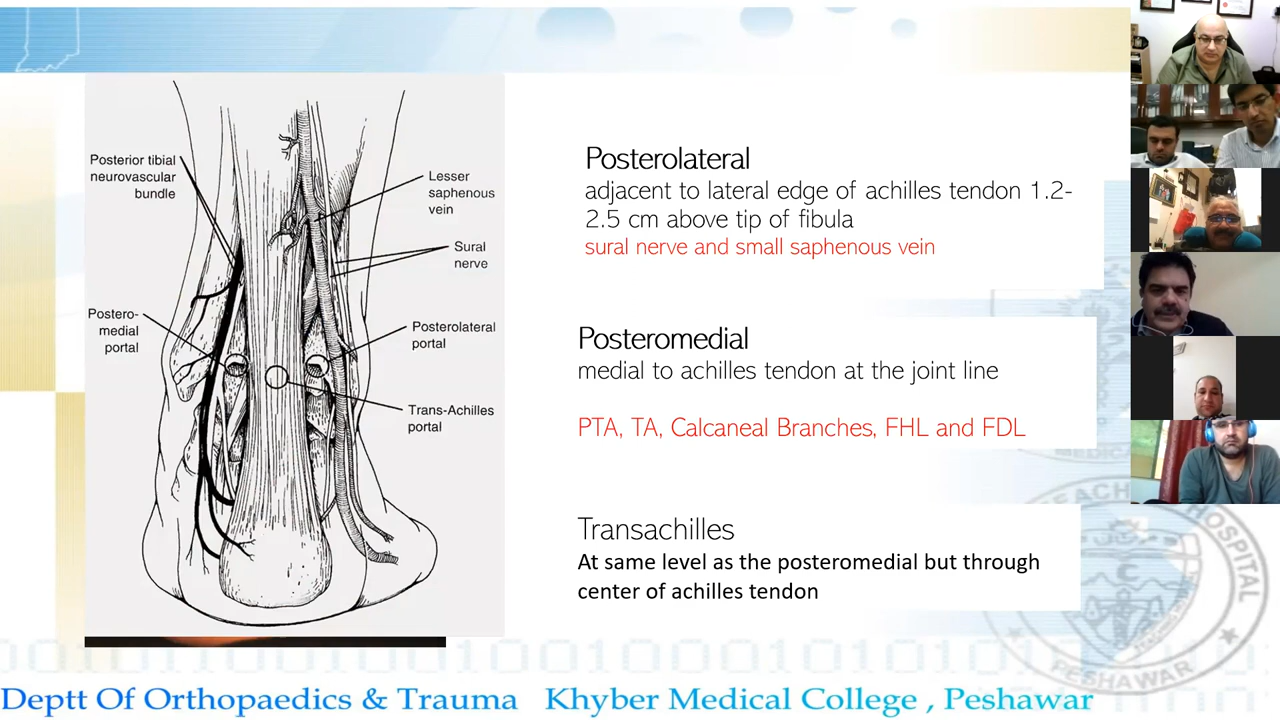 Posterior tibial
neurovascular
bundle
Lesser
saphenous
vein
Sural
nerve
Postero-
medial
portal
Posterolateral
portal
Trans-Achilles
portal
Posterolateral
adjacent to lateral edge of achilles tendon 1.2-
2.5 cm above tip of fibula
sural nerve and small saphenous vein
Posteromedial
medial to achilles tendon at the joint line
PTA, TA, Calcaneal Branches, FHL and FDL
Transachilles
At same level as the posteromedial but through
center of achilles tendon
HOSPITAL
PESHAWAR
Deptt Of Orthopaedics & Trauma Khyber Medical College , Peshawar